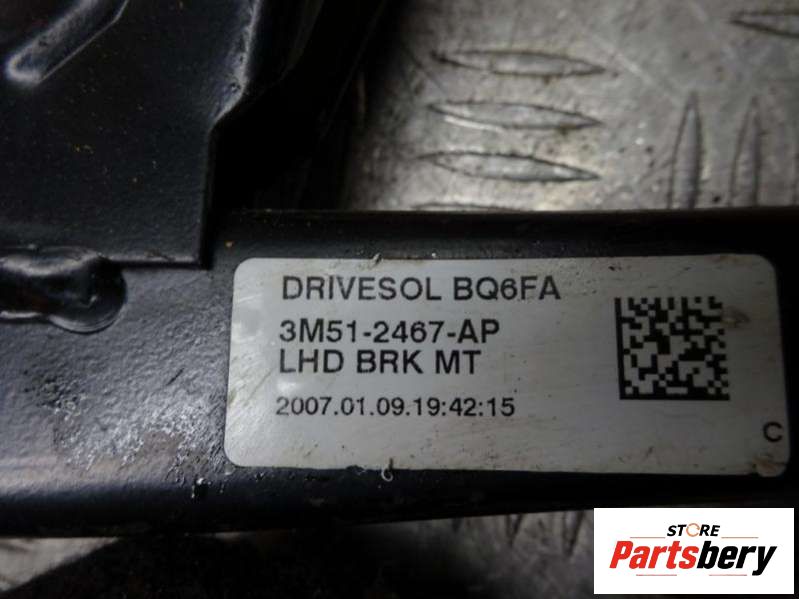 DRIVESOL BQ6FA
3M51-2467-AP
LHD BRK MT
2007.01.09.19:42:15
C
STORE
Partsbery